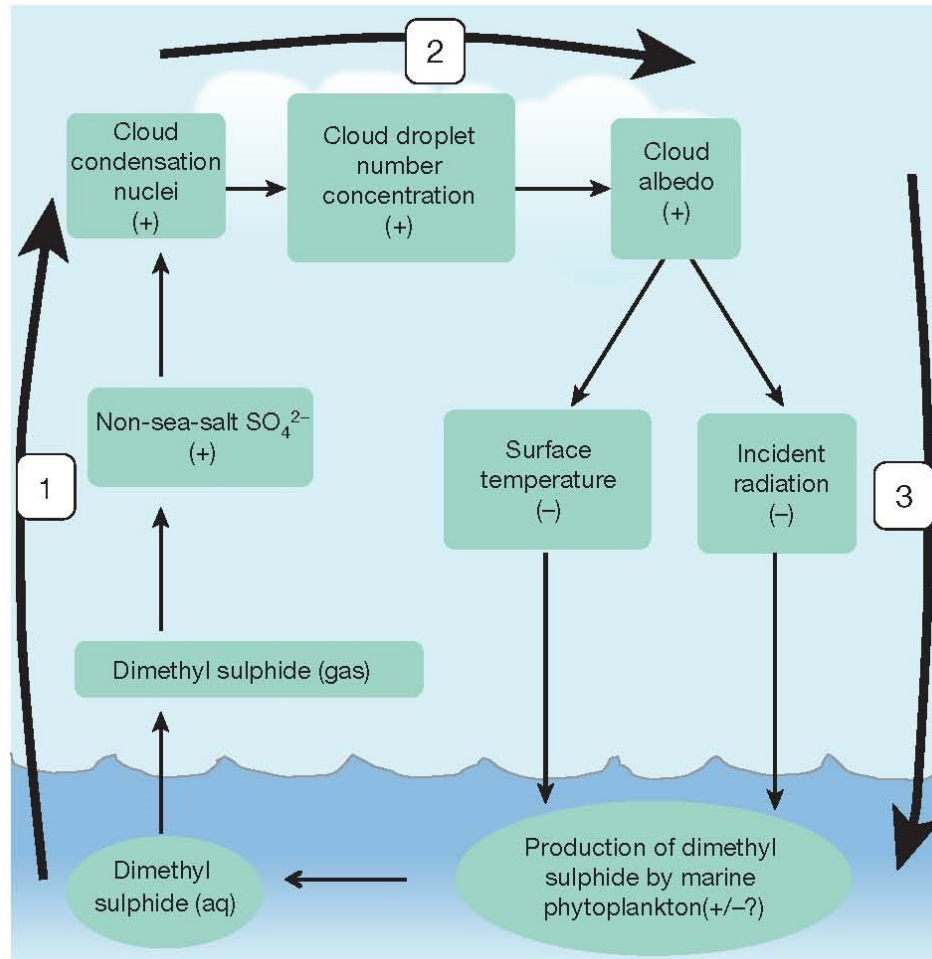 2
Cloud
condensation
nuclei
(+)
Cloud droplet
number
concentration
(+)
Cloud
albedo
(+)
1
Non-sea-salt SO₄²⁻
(+)
Surface
temperature
(–)
Incident
radiation
(–)
3
Dimethyl sulphide (gas)
Dimethyl
sulphide (aq)
Production of dimethyl
sulphide by marine
phytoplankton(+/–?)